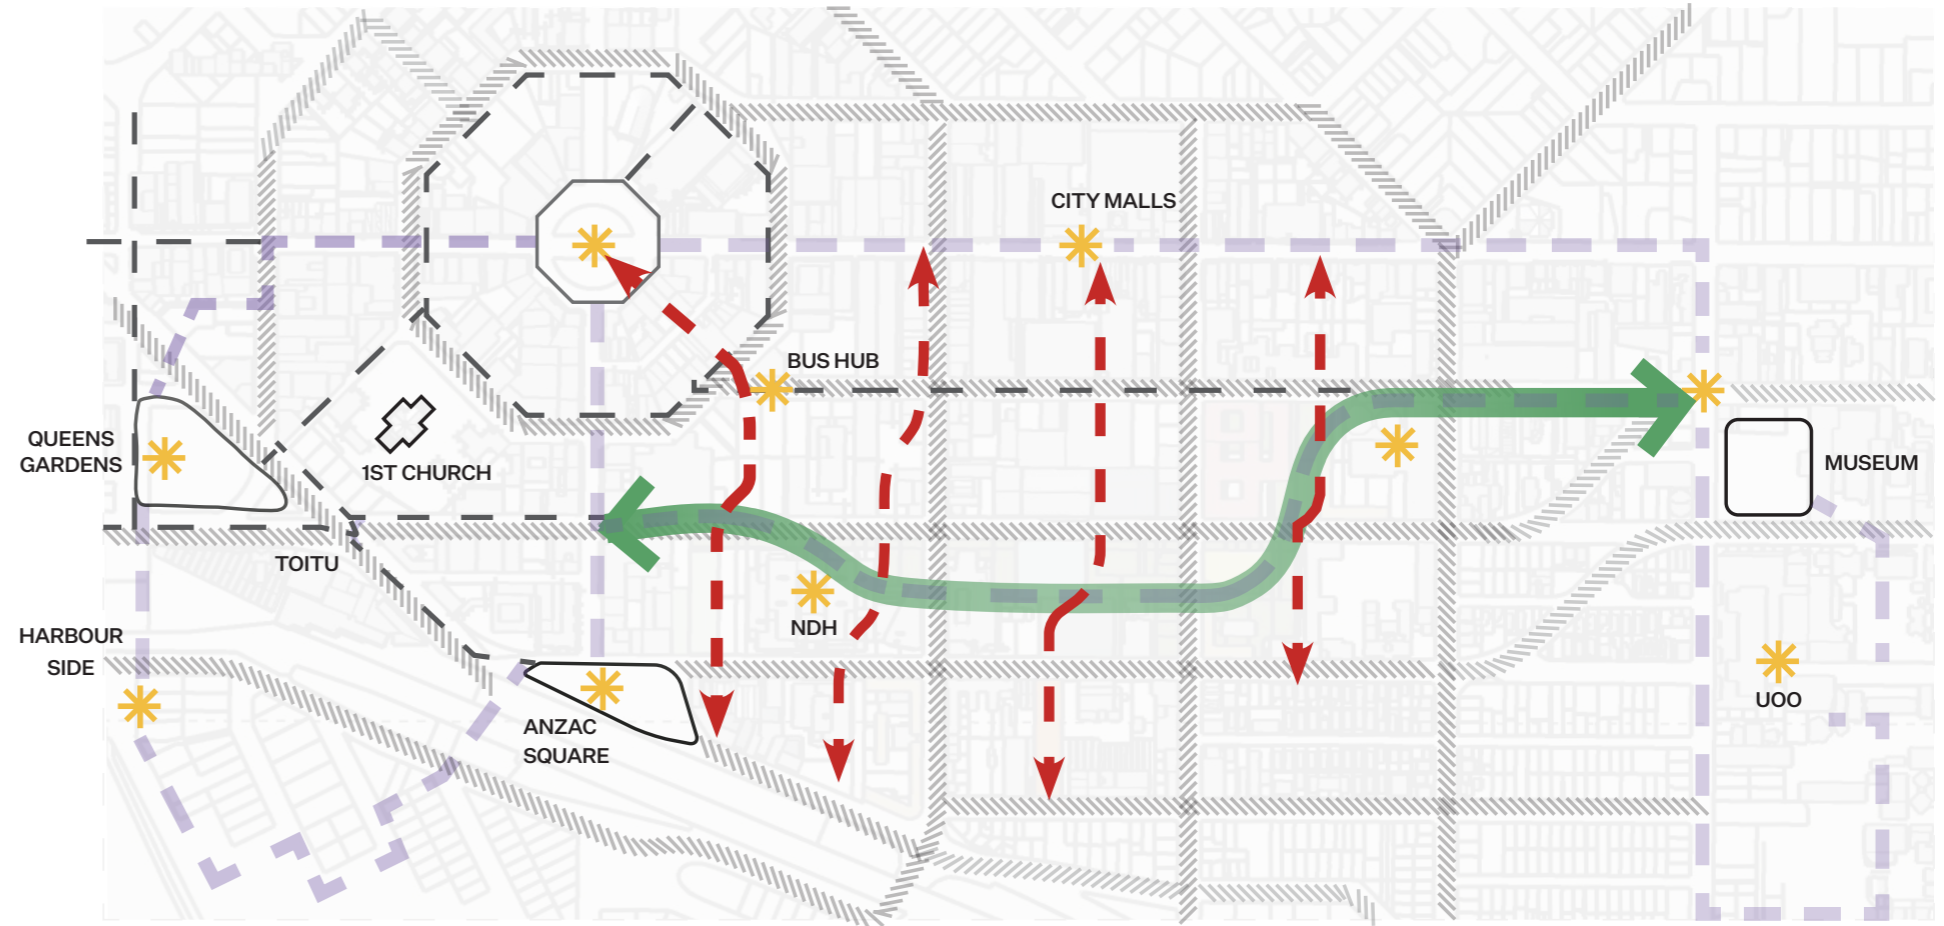 CITY MALLS
BUS HUB
QUEENS
GARDENS
1ST CHURCH
MUSEUM
TOITU
NDH
HARBOUR
SIDE
UOO
ANZAC
SQUARE